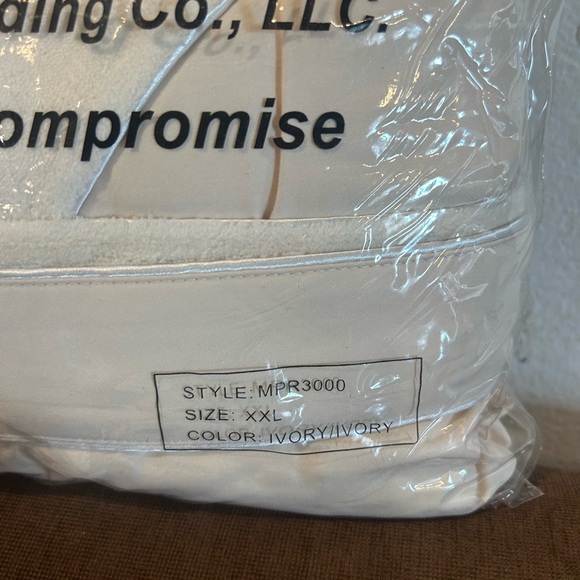 ding Co., LLC.
ompromise
STYLE: MPR3000
SIZE: XXL
COLOR: IVORY/IVORY